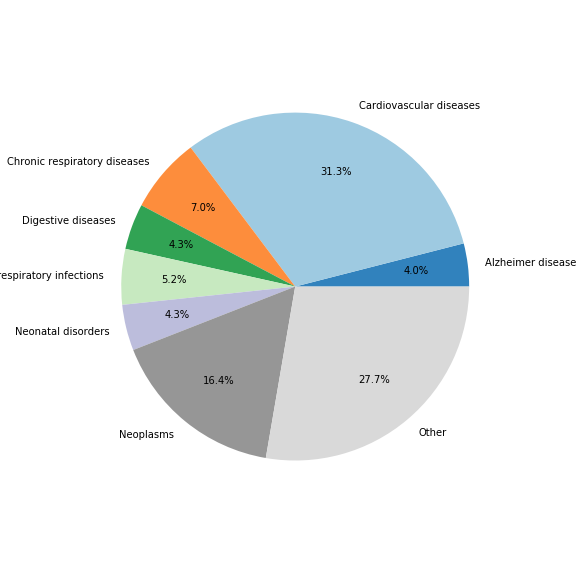 Cardiovascular diseases
31.3%
Chronic respiratory diseases
7.0%
Digestive diseases
4.3%
Alzheimer disease
4.0%
respiratory infections
5.2%
Neonatal disorders
4.3%
16.4%
27.7%
Neoplasms
Other